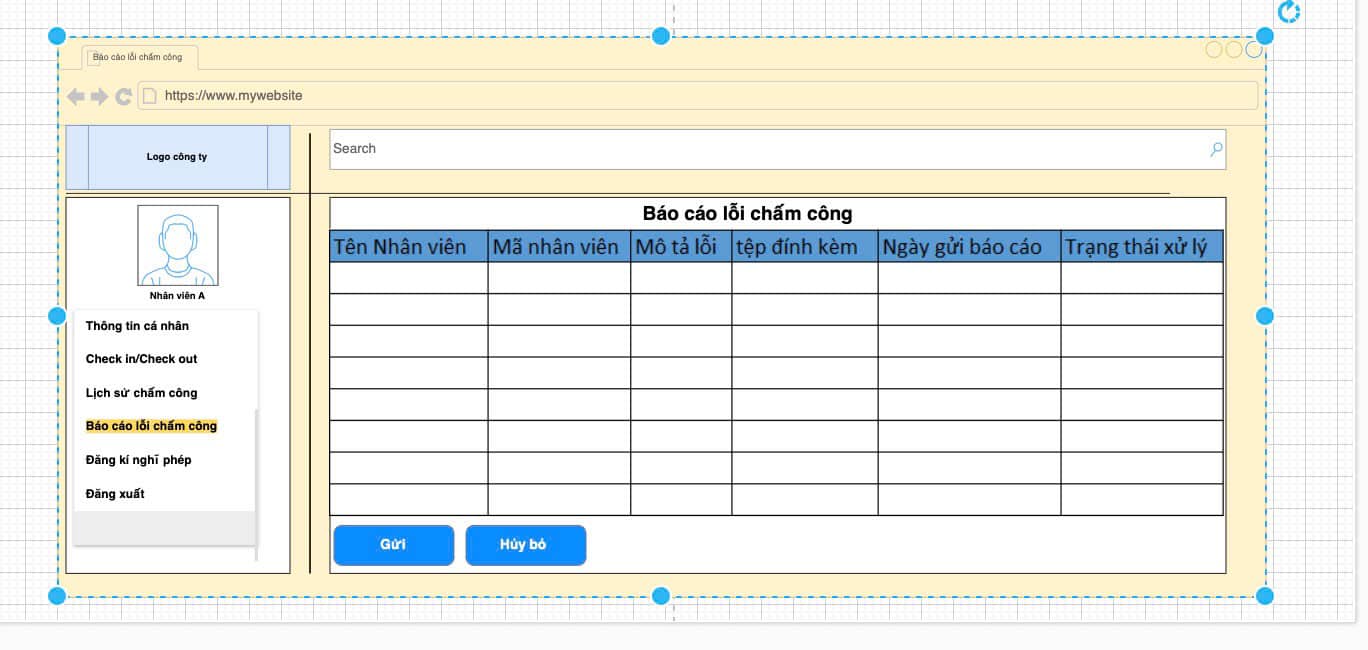 Báo cáo lỗi chấm công
https://www.mywebsite
Logo công ty
Search
Nhân viên A
Thông tin cá nhân
Check in/Check out
Lịch sử chấm công
Báo cáo lỗi chấm công
Đăng kí nghĩ phép
Đăng xuất
Báo cáo lỗi chấm công
Tên Nhân viên Mã nhân viên Mô tả lỗi tệp đính kèm Ngày gửi báo cáo Trạng thái xử lý
Gửi Hủy bỏ